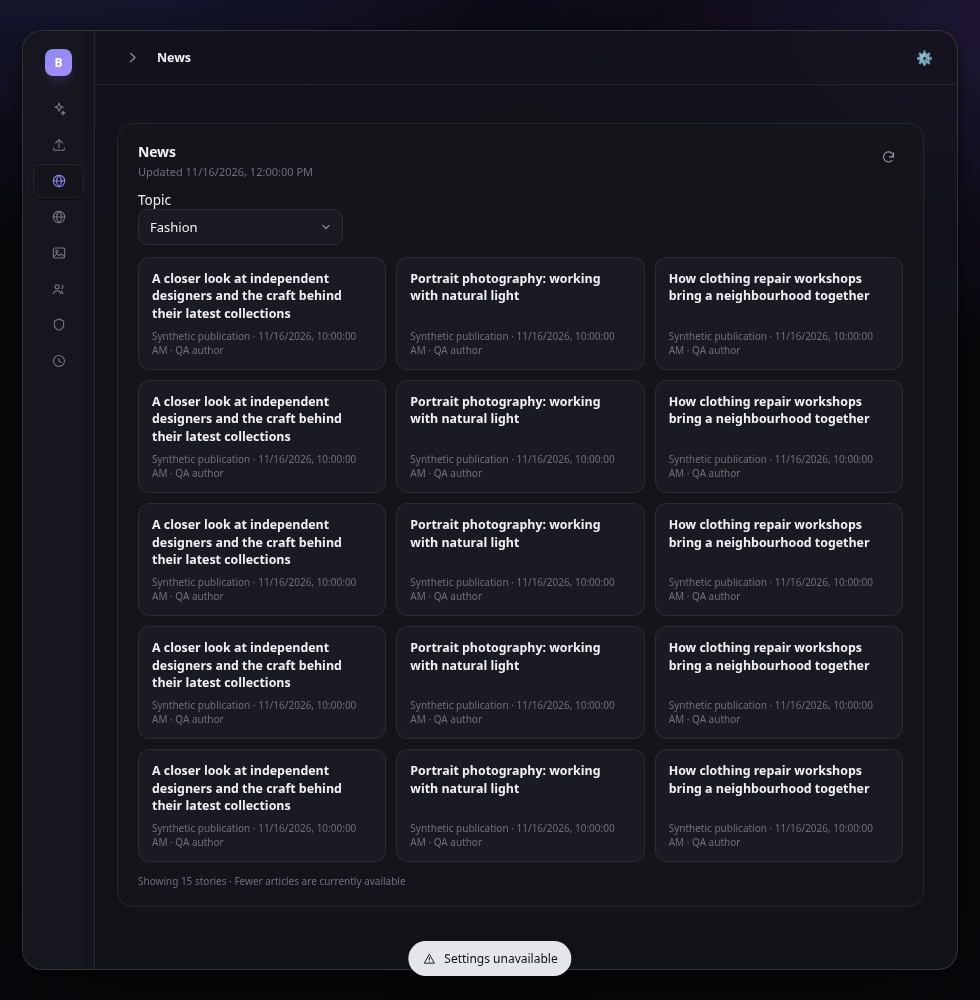 B
News
News
Updated 11/16/2026, 12:00:00 PM
Topic
Fashion
A closer look at independent
designers and the craft behind
their latest collections
Synthetic publication · 11/16/2026, 10:00:00
AM · QA author
Portrait photography: working
with natural light
Synthetic publication · 11/16/2026, 10:00:00
AM · QA author
How clothing repair workshops
bring a neighbourhood together
Synthetic publication · 11/16/2026, 10:00:00
AM · QA author
A closer look at independent
designers and the craft behind
their latest collections
Synthetic publication · 11/16/2026, 10:00:00
AM · QA author
Portrait photography: working
with natural light
Synthetic publication · 11/16/2026, 10:00:00
AM · QA author
How clothing repair workshops
bring a neighbourhood together
Synthetic publication · 11/16/2026, 10:00:00
AM · QA author
A closer look at independent
designers and the craft behind
their latest collections
Synthetic publication · 11/16/2026, 10:00:00
AM · QA author
Portrait photography: working
with natural light
Synthetic publication · 11/16/2026, 10:00:00
AM · QA author
How clothing repair workshops
bring a neighbourhood together
Synthetic publication · 11/16/2026, 10:00:00
AM · QA author
A closer look at independent
designers and the craft behind
their latest collections
Synthetic publication · 11/16/2026, 10:00:00
AM · QA author
Portrait photography: working
with natural light
Synthetic publication · 11/16/2026, 10:00:00
AM · QA author
How clothing repair workshops
bring a neighbourhood together
Synthetic publication · 11/16/2026, 10:00:00
AM · QA author
A closer look at independent
designers and the craft behind
their latest collections
Synthetic publication · 11/16/2026, 10:00:00
AM · QA author
Portrait photography: working
with natural light
Synthetic publication · 11/16/2026, 10:00:00
AM · QA author
How clothing repair workshops
bring a neighbourhood together
Synthetic publication · 11/16/2026, 10:00:00
AM · QA author
Showing 15 stories · Fewer articles are currently available
Settings unavailable